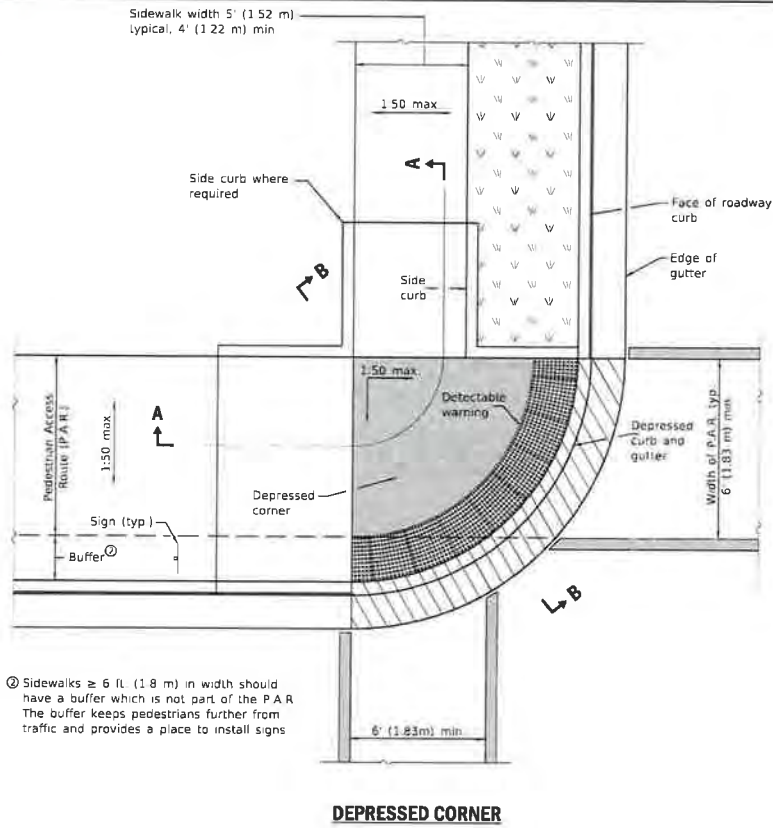 Sidewalk width 5' (1 52 m)
typical, 4' (1 22 m) min
1 50 max
A
Side curb where
required
Face of roadway
curb
B
Side
curb
Edge of
gutter
1:50 max
Detectable
warning
A
Pedestrian Access
Route (P A R)
1:50 max
Depressed
curb and
gutter
Width of P.A.R. typ
6' (1.83 m) min
Depressed
corner
Sign (typ)
Buffer②
B
② Sidewalks ≥ 6 ft. (1.8 m) in width should
have a buffer which is not part of the P A R
The buffer keeps pedestrians further from
traffic and provides a place to install signs
6' (1.83m) min
DEPRESSED CORNER